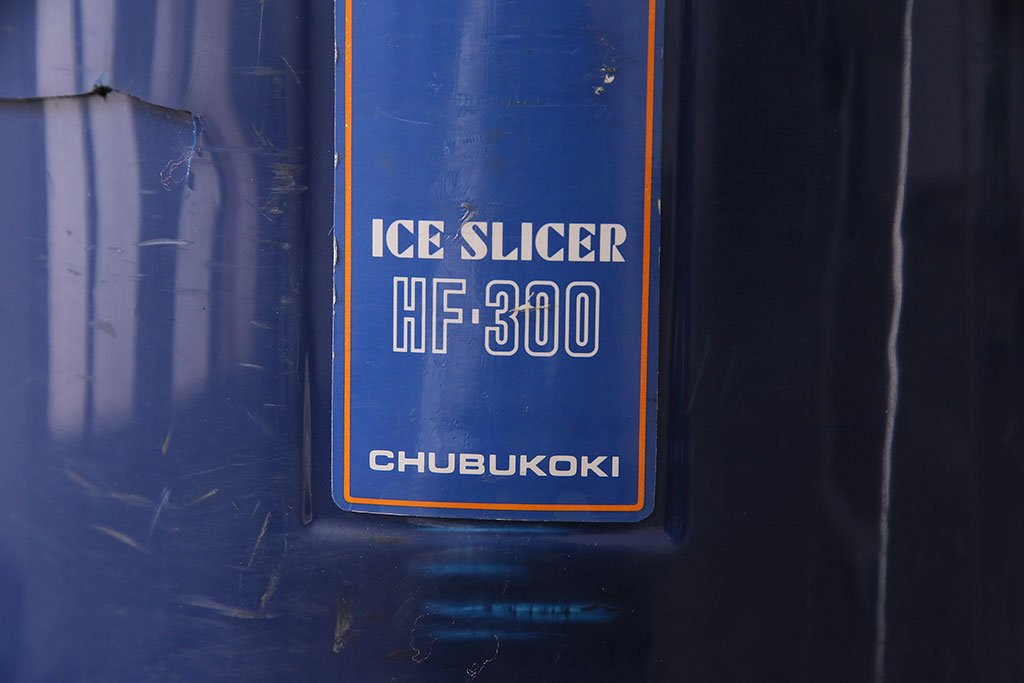 ICE SLICER
HF-300
CHUBUKOKI